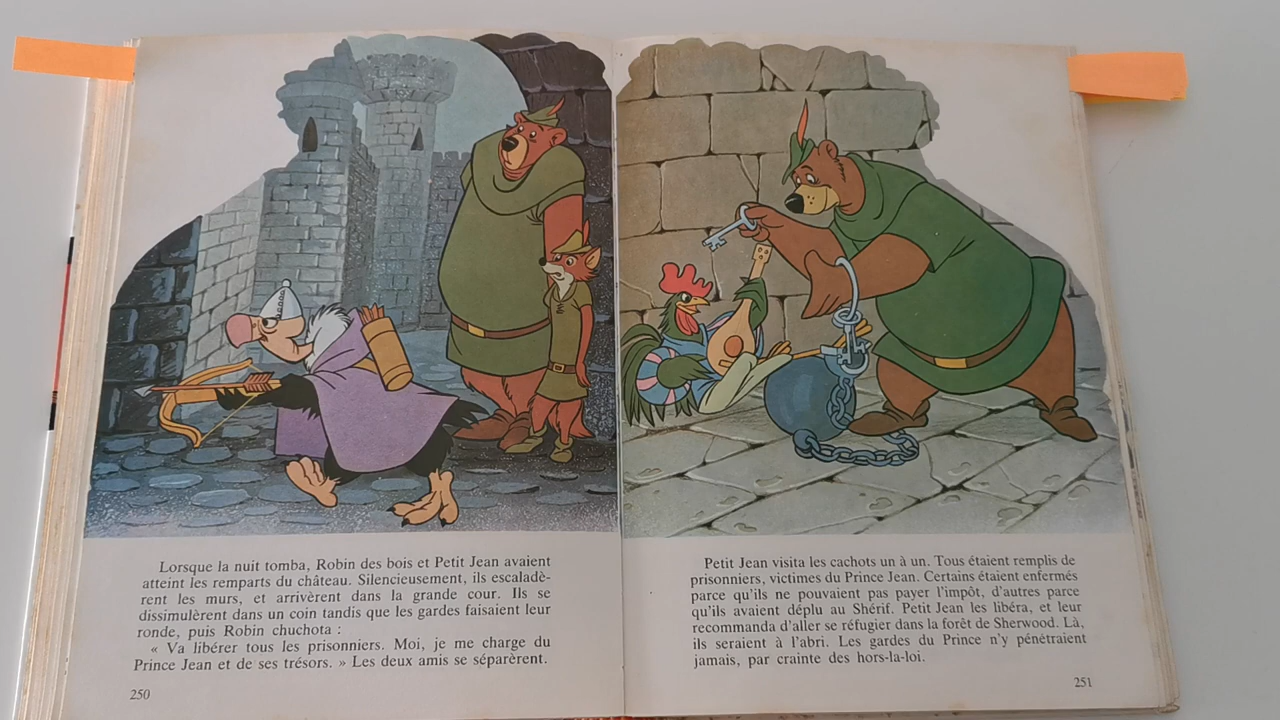 Lorsque la nuit tomba, Robin des bois et Petit Jean avaient
atteint les remparts du château. Silencieusement, ils escaladè-
rent les murs, et arrivèrent dans la grande cour. Ils se
dissimulèrent dans un coin tandis que les gardes faisaient leur
ronde, puis Robin chuchota :
« Va libérer tous les prisonniers. Moi, je me charge du
Prince Jean et de ses trésors. » Les deux amis se séparèrent.
250
Petit Jean visita les cachots un à un. Tous étaient remplis de
prisonniers, victimes du Prince Jean. Certains étaient enfermés
parce qu'ils ne pouvaient pas payer l'impôt, d'autres parce
qu'ils avaient déplu au Shérif. Petit Jean les libéra, et leur
recommanda d'aller se réfugier dans la forêt de Sherwood. Là,
ils seraient à l'abri. Les gardes du Prince n'y pénétraient
jamais, par crainte des hors-la-loi.
251